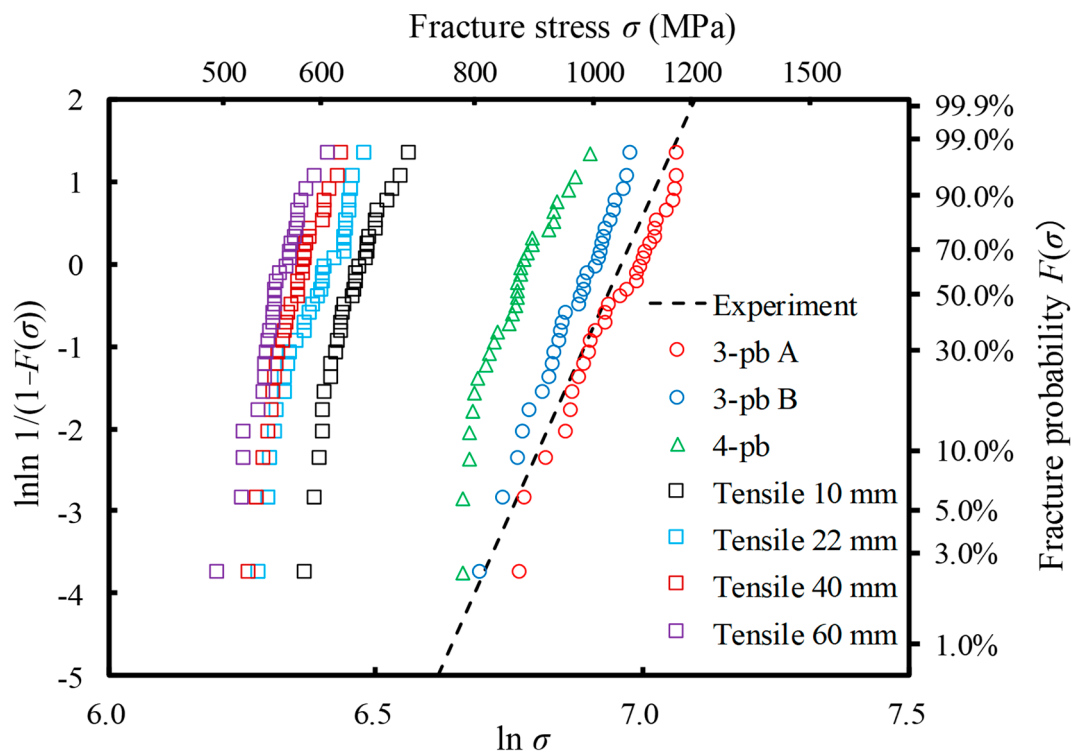 Fracture stress σ (MPa)
500 600 800 1000 1200 1500
2
1
0
-1
-2
-3
-4
-5
lnln 1/(1–F(σ))
99.9%
99.0%
90.0%
70.0%
50.0%
30.0%
10.0%
5.0%
3.0%
1.0%
Fracture probability F(σ)
Experiment
3-pb A
3-pb B
4-pb
Tensile 10 mm
Tensile 22 mm
Tensile 40 mm
Tensile 60 mm
6.0 6.5 7.0 7.5
ln σ